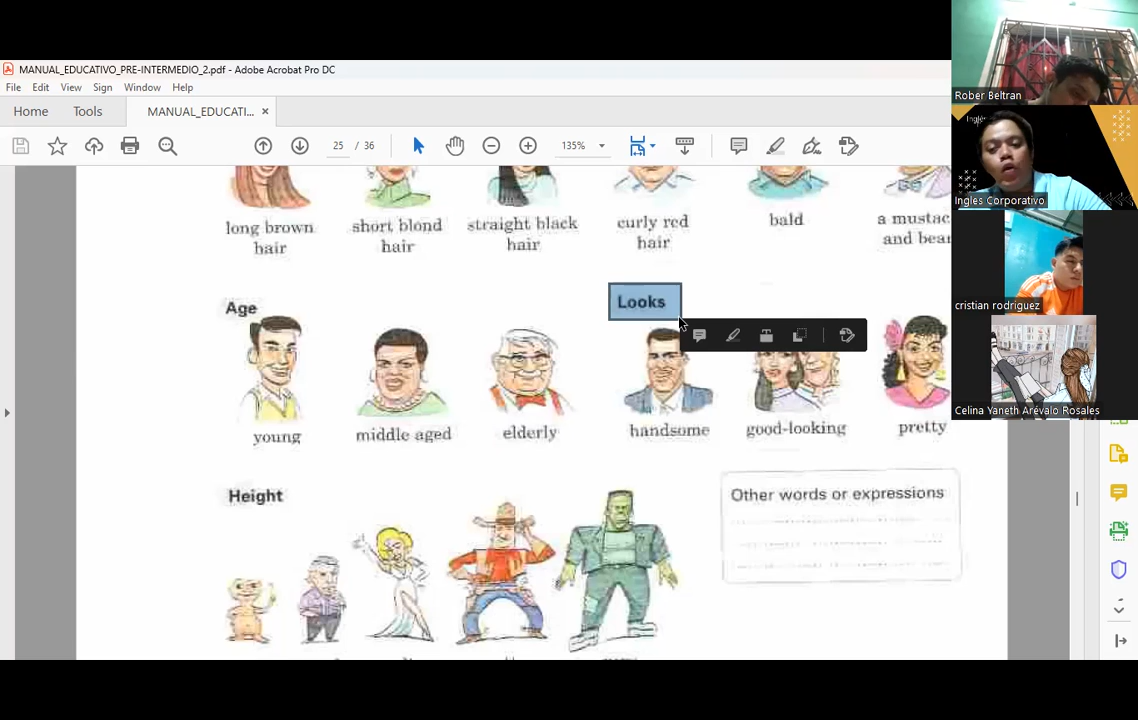 MANUAL_EDUCATIVO_PRE-INTERMEDIO_2.pdf - Adobe Acrobat Pro DC
File Edit View Sign Window Help
Home Tools MANUAL_EDUCATI... ×
25 / 36 135%
long brown hair
short blond hair
straight black hair
curly red hair
bald
a mustac
and bear
Age
Looks
young middle aged elderly handsome good-looking pretty
Height
Other words or expressions
Rober Beltran
Ingles Corporativo
cristian rodriguez
Celina Yaneth Arévalo Rosales